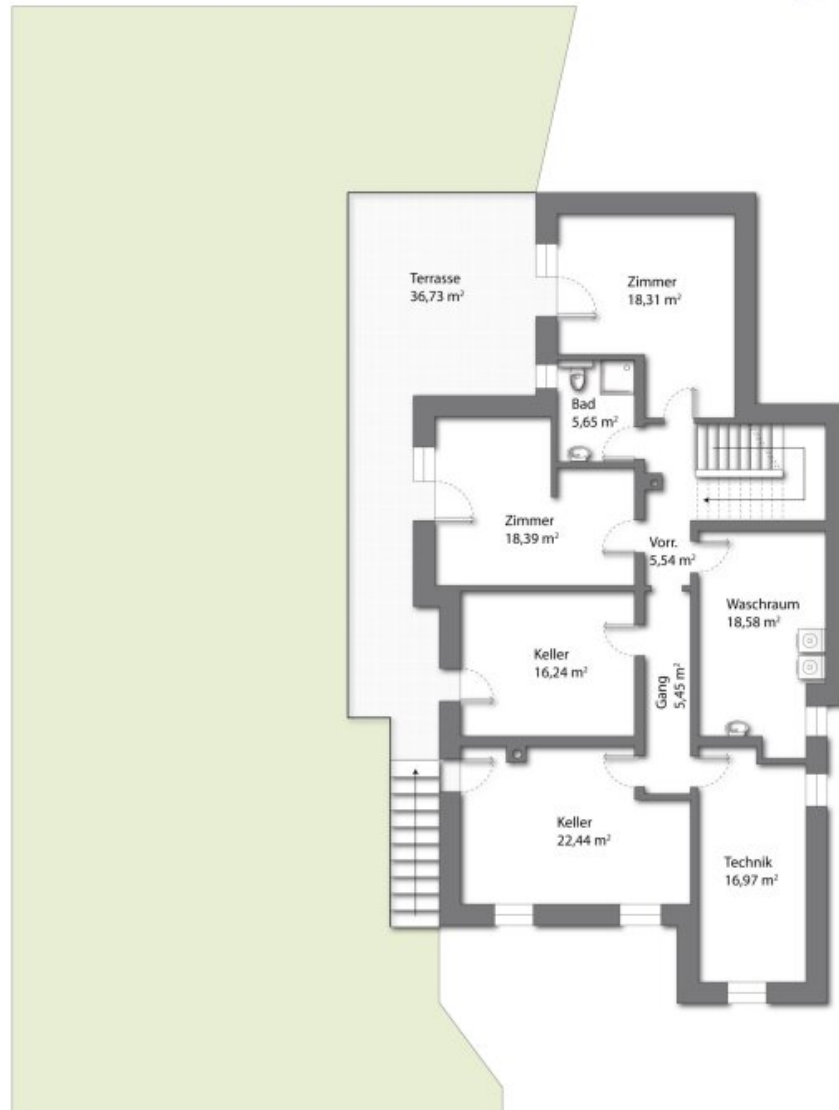 Terrasse
36,73 m²
Zimmer
18,31 m²
Bad
5,65 m²
Zimmer
18,39 m²
Vorr.
5,54 m²
Waschraum
18,58 m²
Keller
16,24 m²
Gang
5,45 m²
Keller
22,44 m²
Technik
16,97 m²